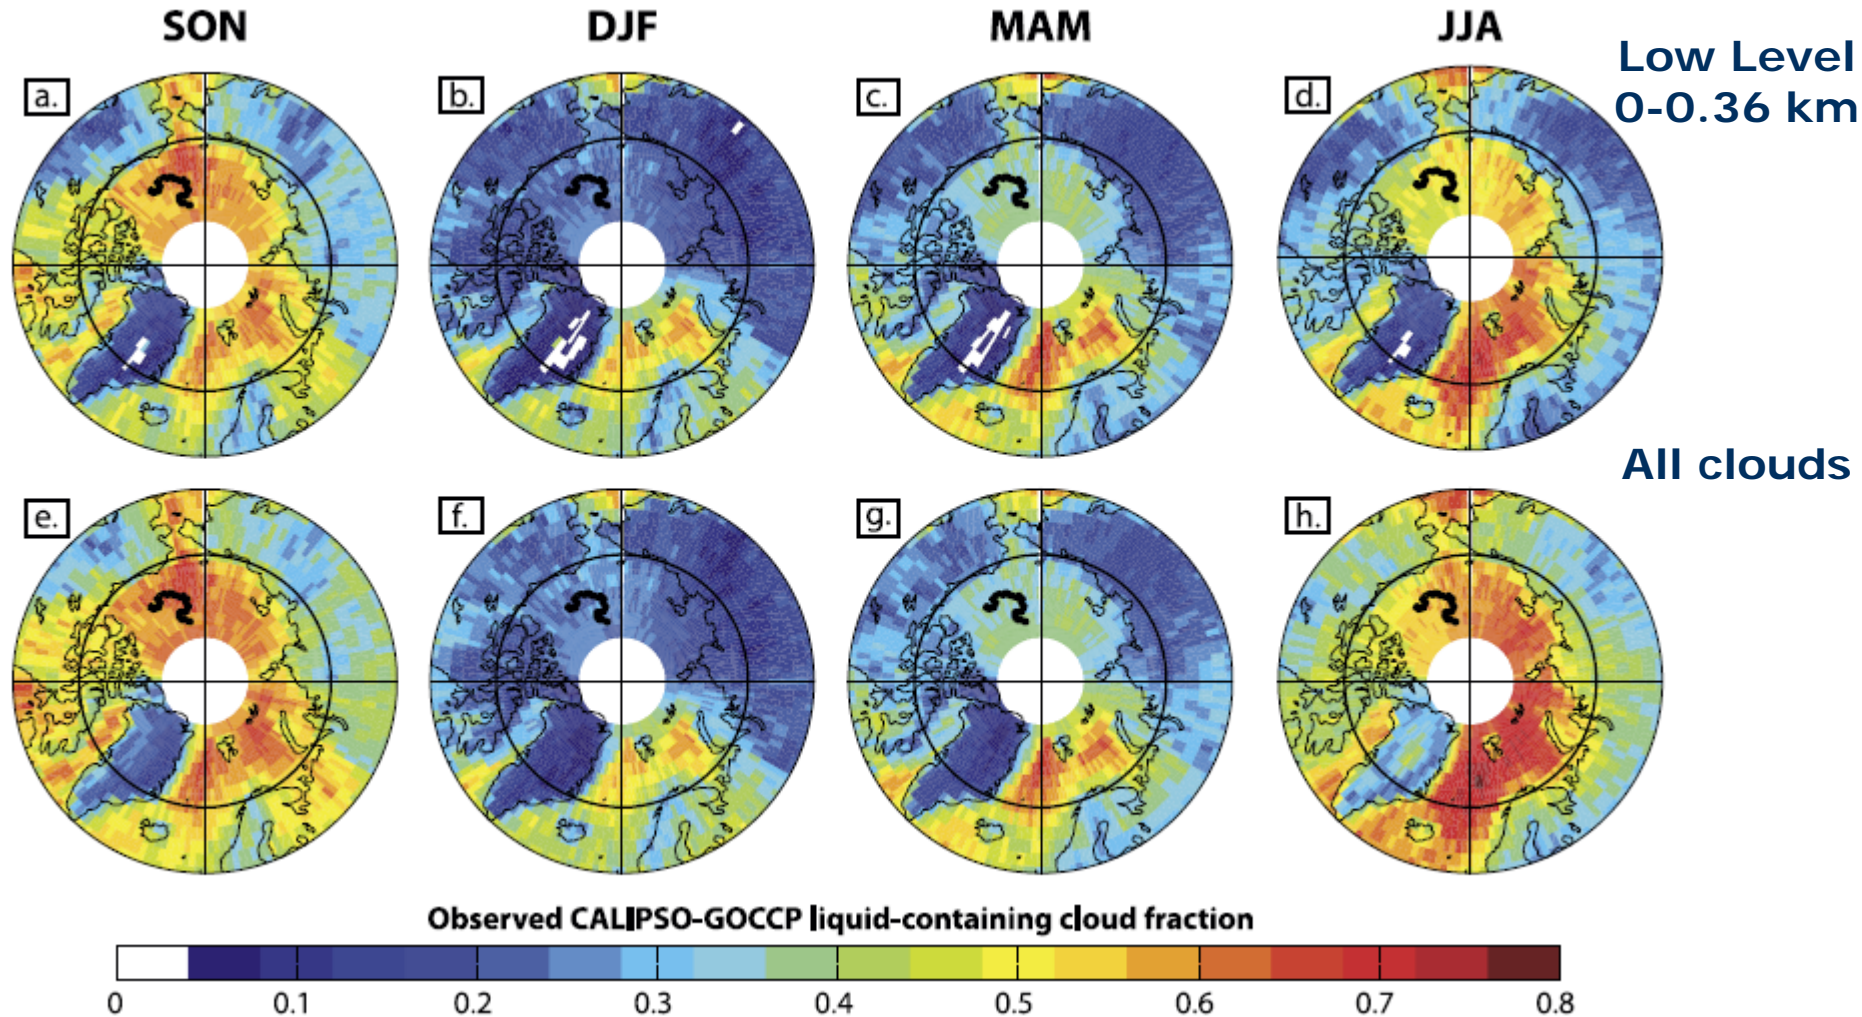 SON DJF MAM JJA
Low Level
0-0.36 km
a. b. c. d.
All clouds
e. f. g. h.
Observed CALIPSO-GOCCP liquid-containing cloud fraction
0 0.1 0.2 0.3 0.4 0.5 0.6 0.7 0.8